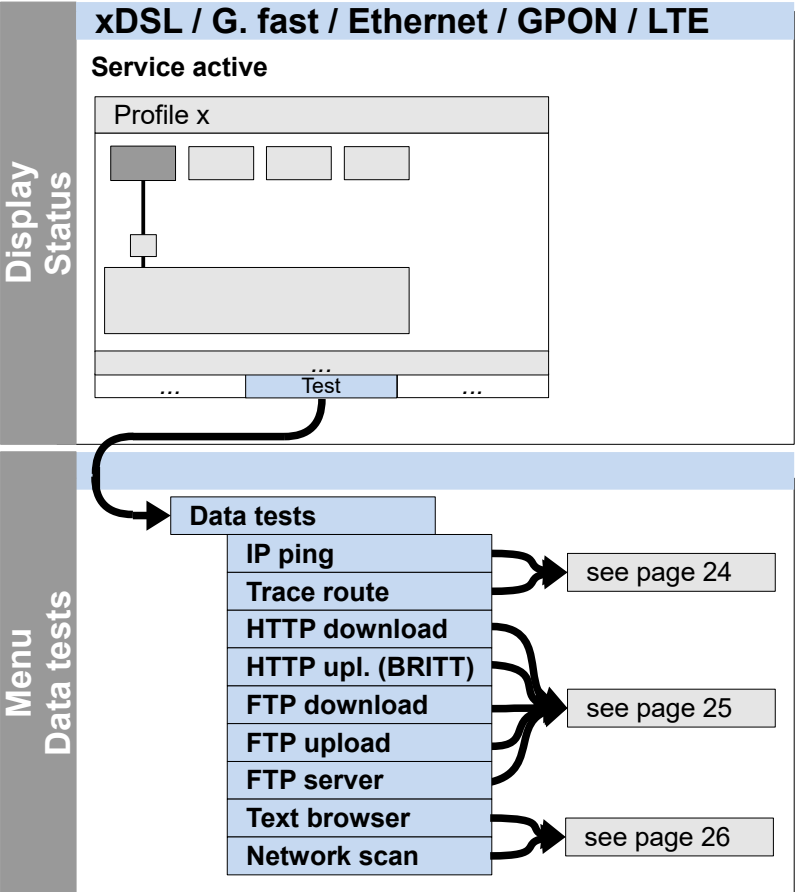 xDSL / G. fast / Ethernet / GPON / LTE
Display
Status
Service active
Profile x
...
...
Test
...
Menu
Data tests
Data tests
IP ping
Trace route
see page 24
HTTP download
HTTP upl. (BRITT)
FTP download
FTP upload
FTP server
see page 25
Text browser
Network scan
see page 26